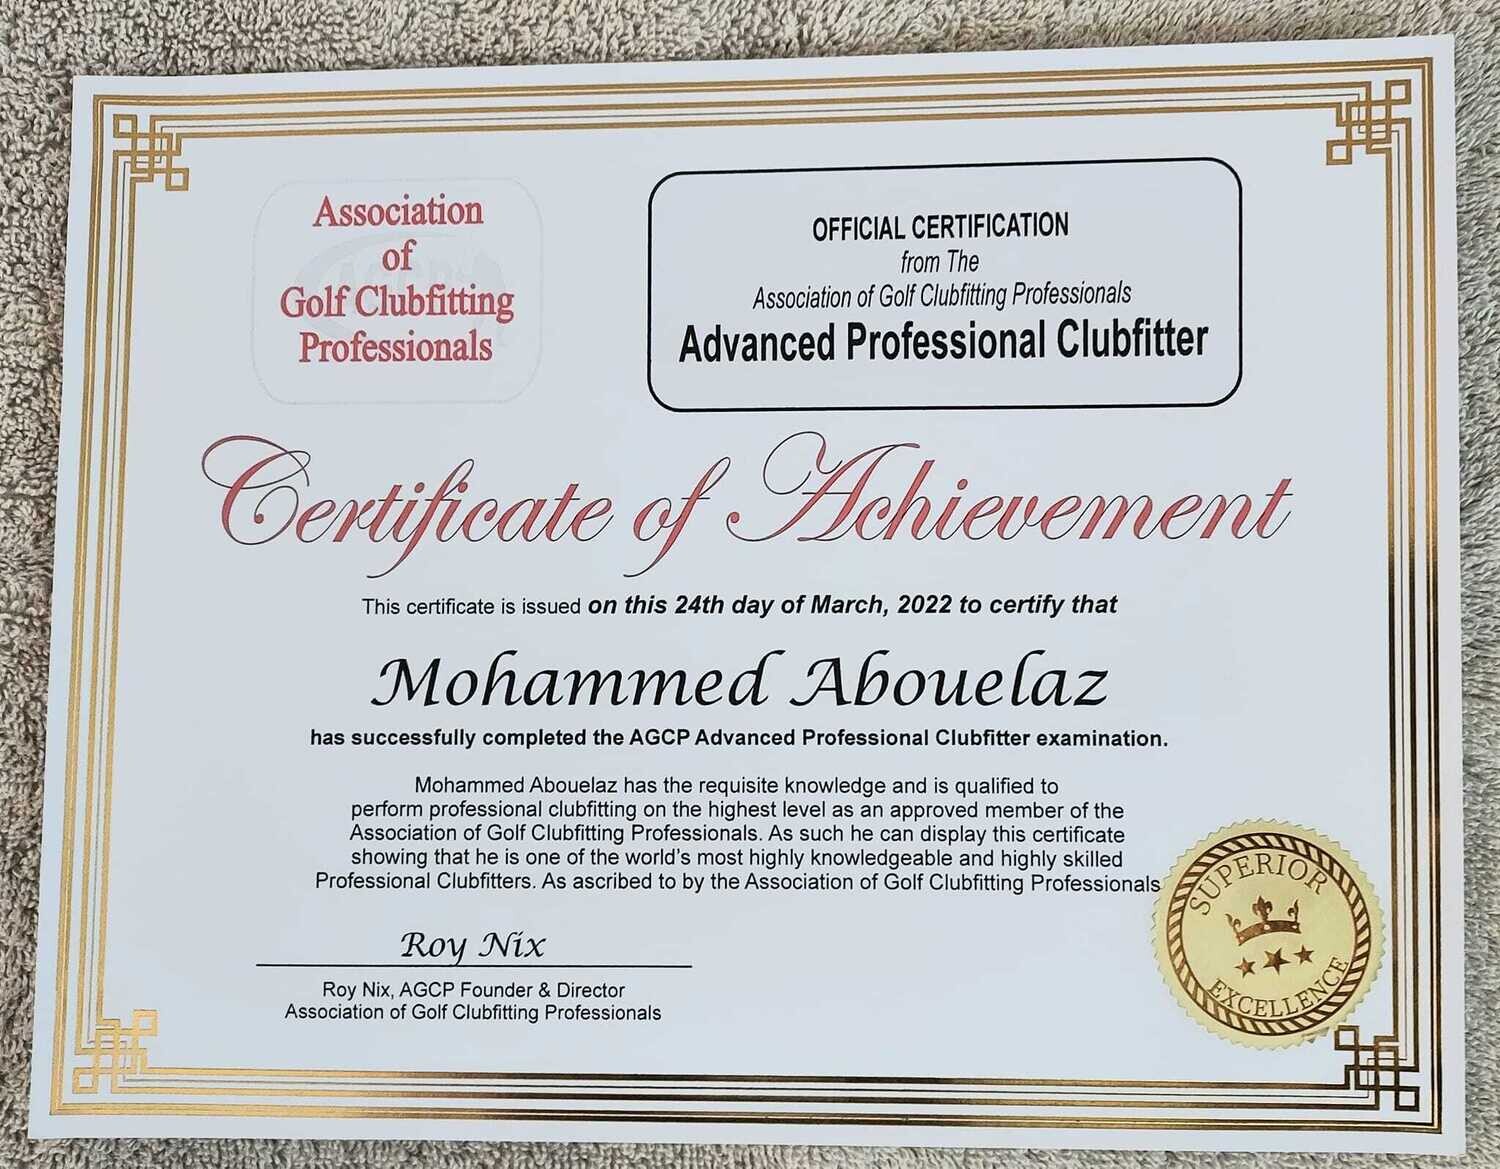 Association
of
Golf Clubfitting
Professionals
OFFICIAL CERTIFICATION
from The
Association of Golf Clubfitting Professionals
Advanced Professional Clubfitter
Certificate of Achievement
This certificate is issued on this 24th day of March, 2022 to certify that
Mohammed Abouelaz
has successfully completed the AGCP Advanced Professional Clubfitter examination.
Mohammed Abouelaz has the requisite knowledge and is qualified to
perform professional clubfitting on the highest level as an approved member of the
Association of Golf Clubfitting Professionals. As such he can display this certificate
showing that he is one of the world's most highly knowledgeable and highly skilled
Professional Clubfitters. As ascribed to by the Association of Golf Clubfitting Professionals
SUPERIOR
EXCELLENCE
Roy Nix
Roy Nix, AGCP Founder & Director
Association of Golf Clubfitting Professionals